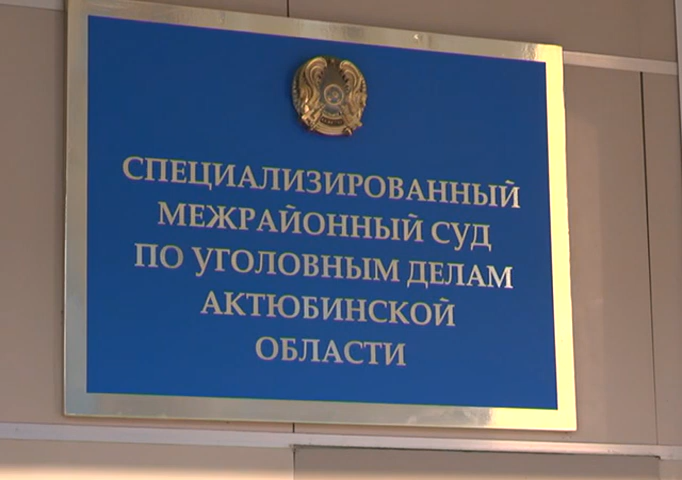 СПЕЦИАЛИЗИРОВАННЫЙ
МЕЖРАЙОННЫЙ СУД
ПО УГОЛОВНЫМ ДЕЛАМ
АКТЮБИНСКОЙ
ОБЛАСТИ